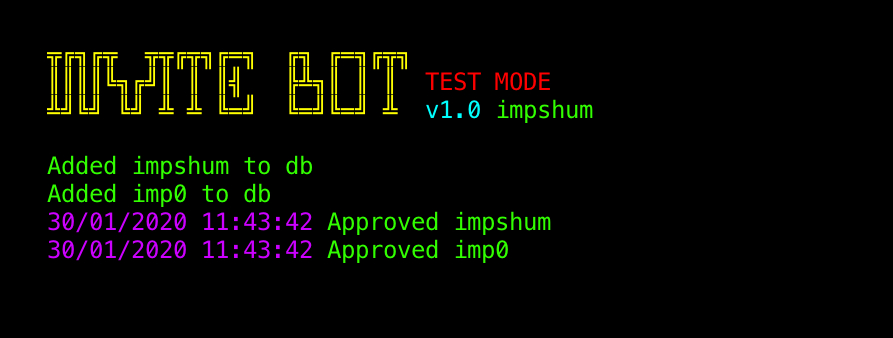 INVITE BOT
TEST MODE
v1.0 impshum
Added impshum to db
Added imp0 to db
30/01/2020 11:43:42 Approved impshum
30/01/2020 11:43:42 Approved imp0